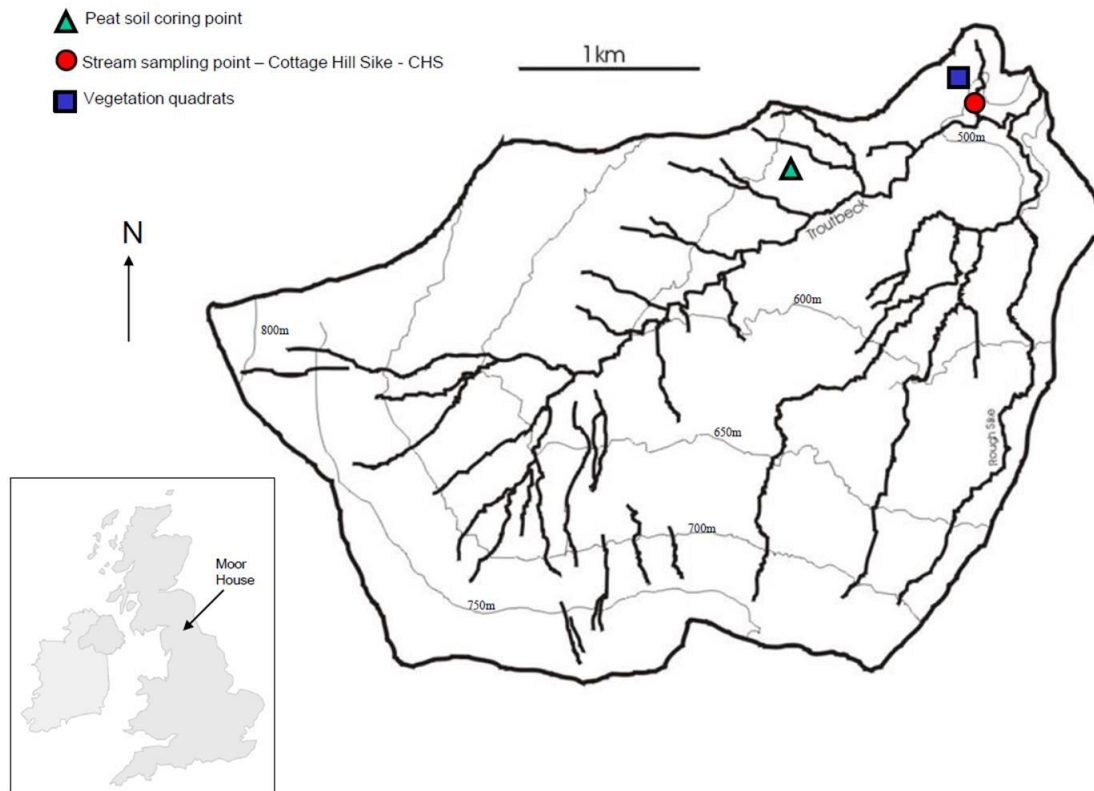 Peat soil coring point
Stream sampling point – Cottage Hill Sike - CHS
Vegetation quadrats
1km
500m
Troutbeck
N
600m
800m
650m
Rough Sike
700m
750m
Moor
House